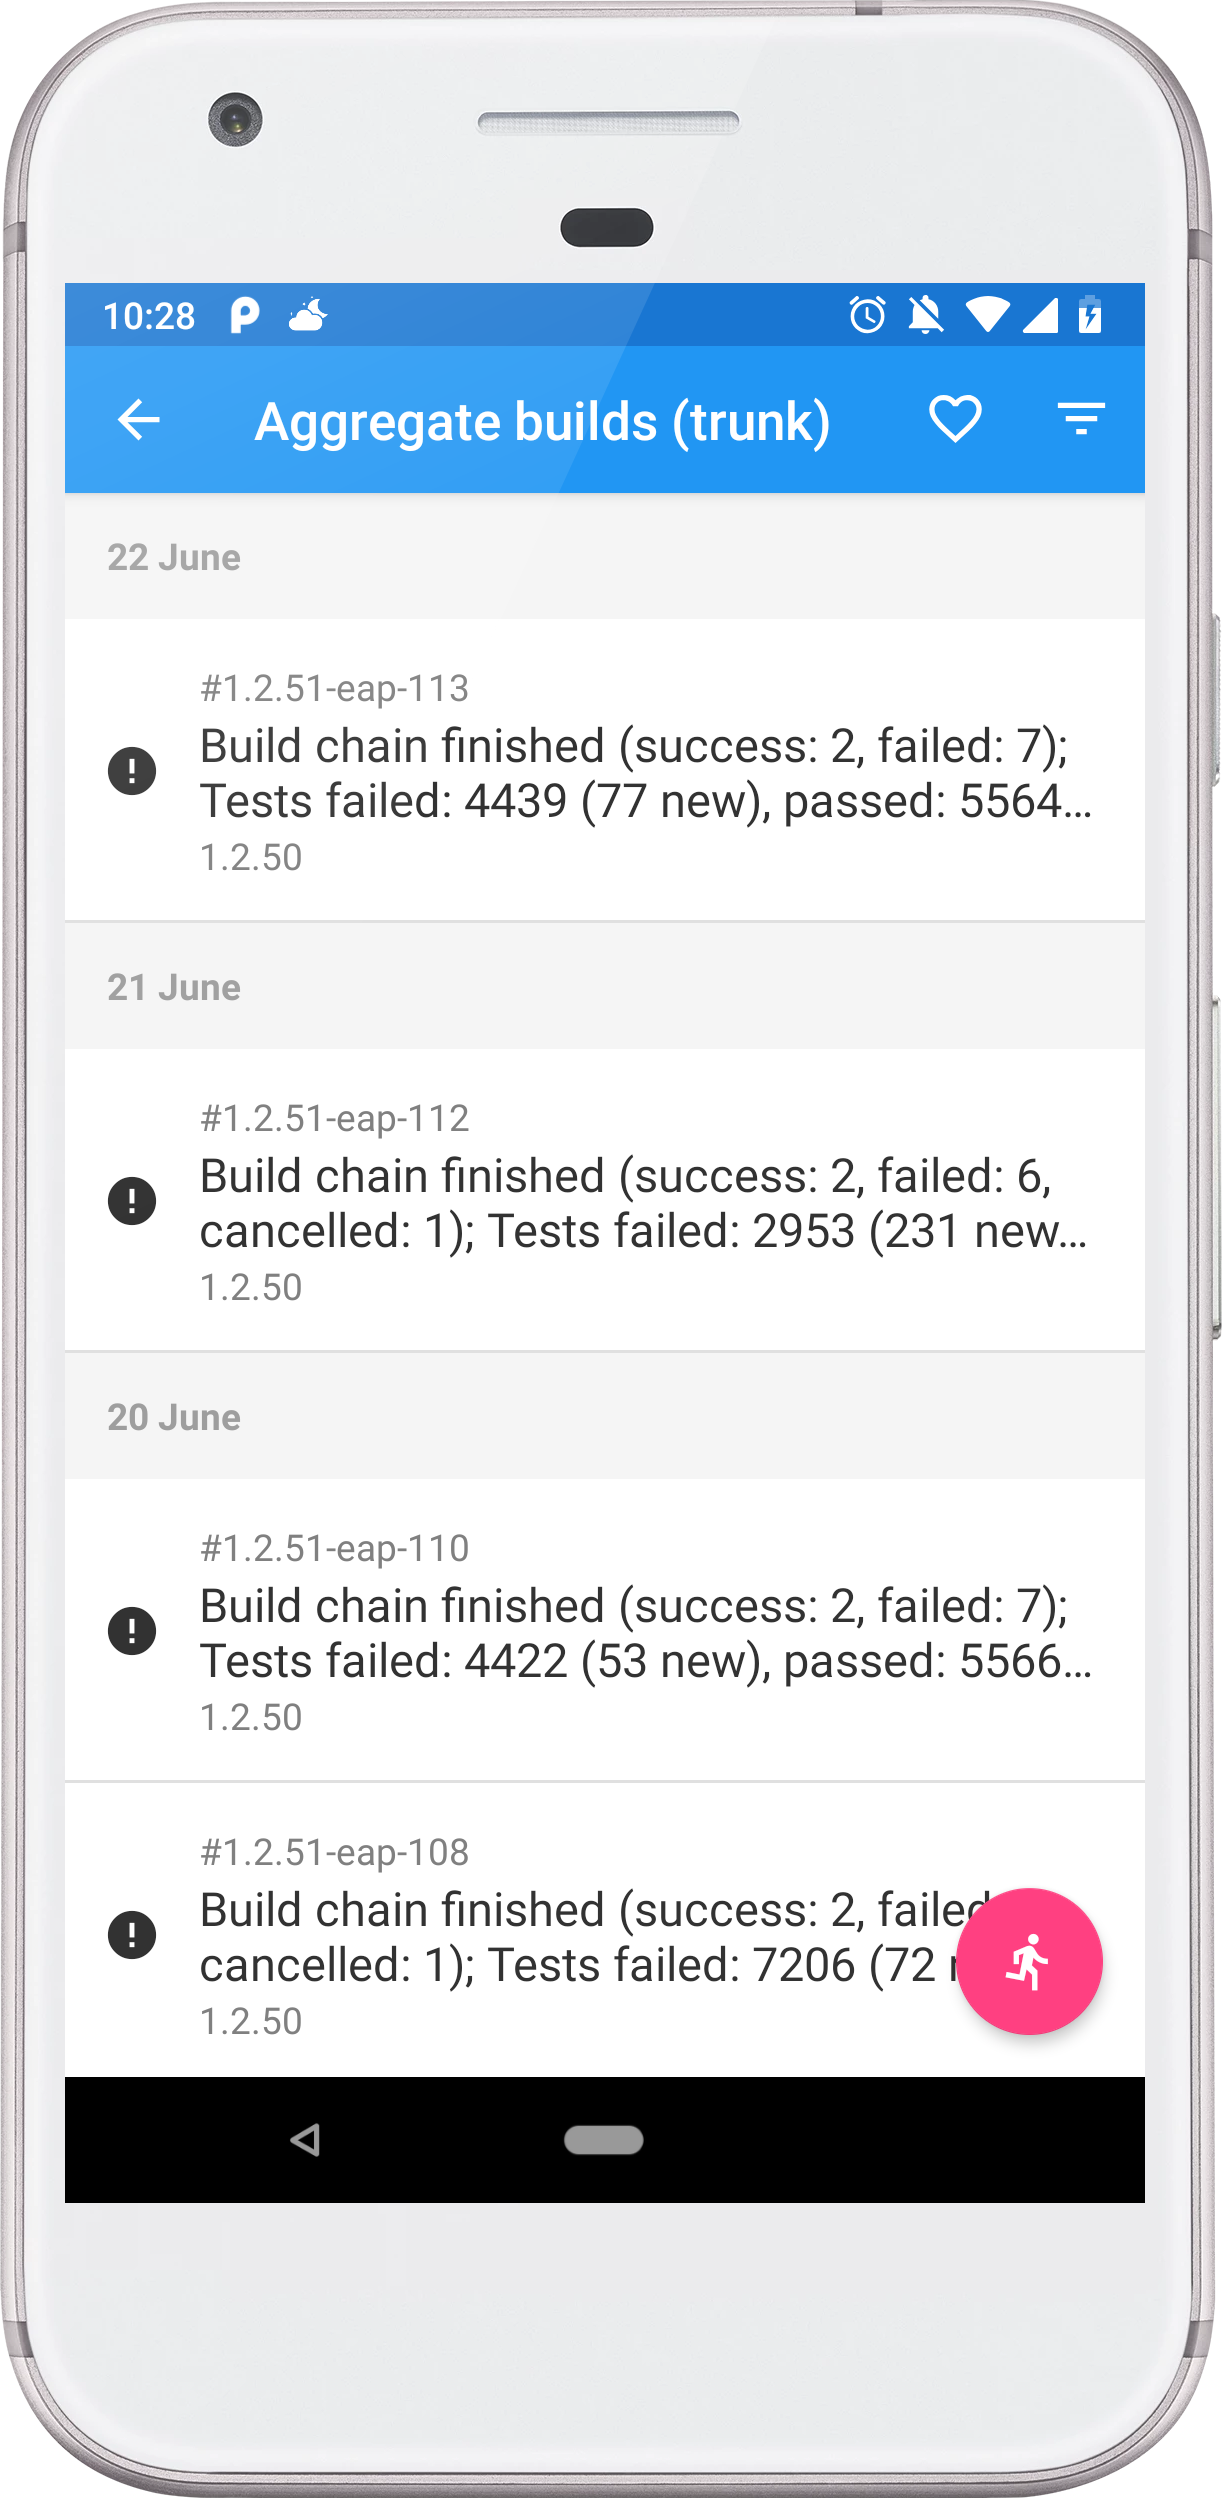 10:28
Aggregate builds (trunk)
22 June
#1.2.51-eap-113
Build chain finished (success: 2, failed: 7);
Tests failed: 4439 (77 new), passed: 5564...
1.2.50
21 June
#1.2.51-eap-112
Build chain finished (success: 2, failed: 6,
cancelled: 1); Tests failed: 2953 (231 new...
1.2.50
20 June
#1.2.51-eap-110
Build chain finished (success: 2, failed: 7);
Tests failed: 4422 (53 new), passed: 5566...
1.2.50
#1.2.51-eap-108
Build chain finished (success: 2, failed
cancelled: 1); Tests failed: 7206 (72
1.2.50